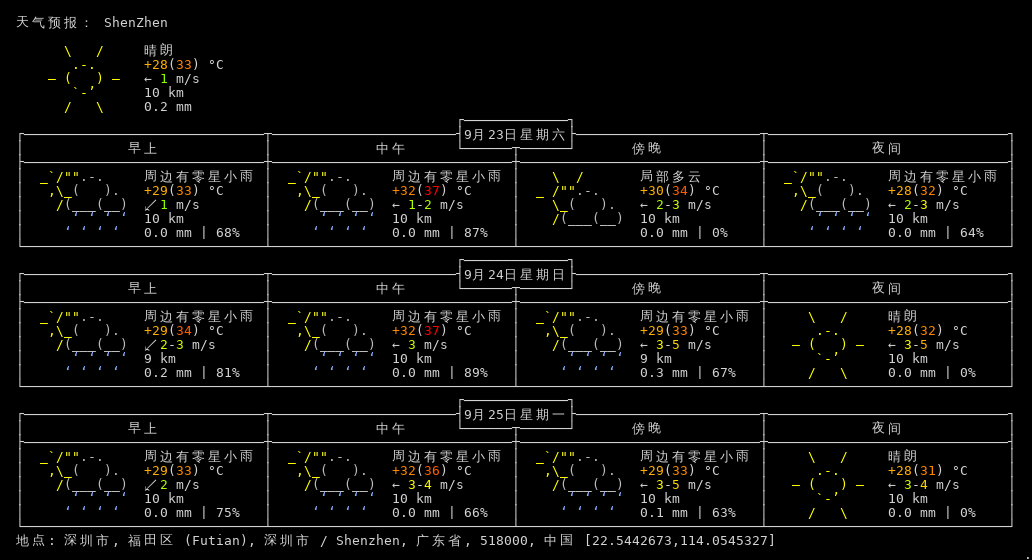 天气预报： ShenZhen
晴朗
+28(33) °C
← 1 m/s
10 km
0.2 mm
9月23日星期六
早上 中午 傍晚 夜间
周边有零星小雨 周边有零星小雨 局部多云 周边有零星小雨
+29(33) °C +32(37) °C +30(34) °C +28(32) °C
↙ 1 m/s ← 1-2 m/s ← 2-3 m/s ← 2-3 m/s
10 km 10 km 10 km 10 km
0.0 mm | 68% 0.0 mm | 87% 0.0 mm | 0% 0.0 mm | 64%
9月24日星期日
早上 中午 傍晚 夜间
周边有零星小雨 周边有零星小雨 周边有零星小雨 晴朗
+29(34) °C +32(37) °C +29(33) °C +28(32) °C
↙ 2-3 m/s ← 3 m/s ← 3-5 m/s ← 3-5 m/s
9 km 10 km 9 km 10 km
0.2 mm | 81% 0.0 mm | 89% 0.3 mm | 67% 0.0 mm | 0%
9月25日星期一
早上 中午 傍晚 夜间
周边有零星小雨 周边有零星小雨 周边有零星小雨 晴朗
+29(33) °C +32(36) °C +29(33) °C +28(31) °C
↙ 2 m/s ← 3-4 m/s ← 3-5 m/s ← 3-4 m/s
10 km 10 km 10 km 10 km
0.0 mm | 75% 0.0 mm | 66% 0.1 mm | 63% 0.0 mm | 0%
地点: 深圳市, 福田区 (Futian), 深圳市 / Shenzhen, 广东省, 518000, 中国 [22.5442673,114.0545327]